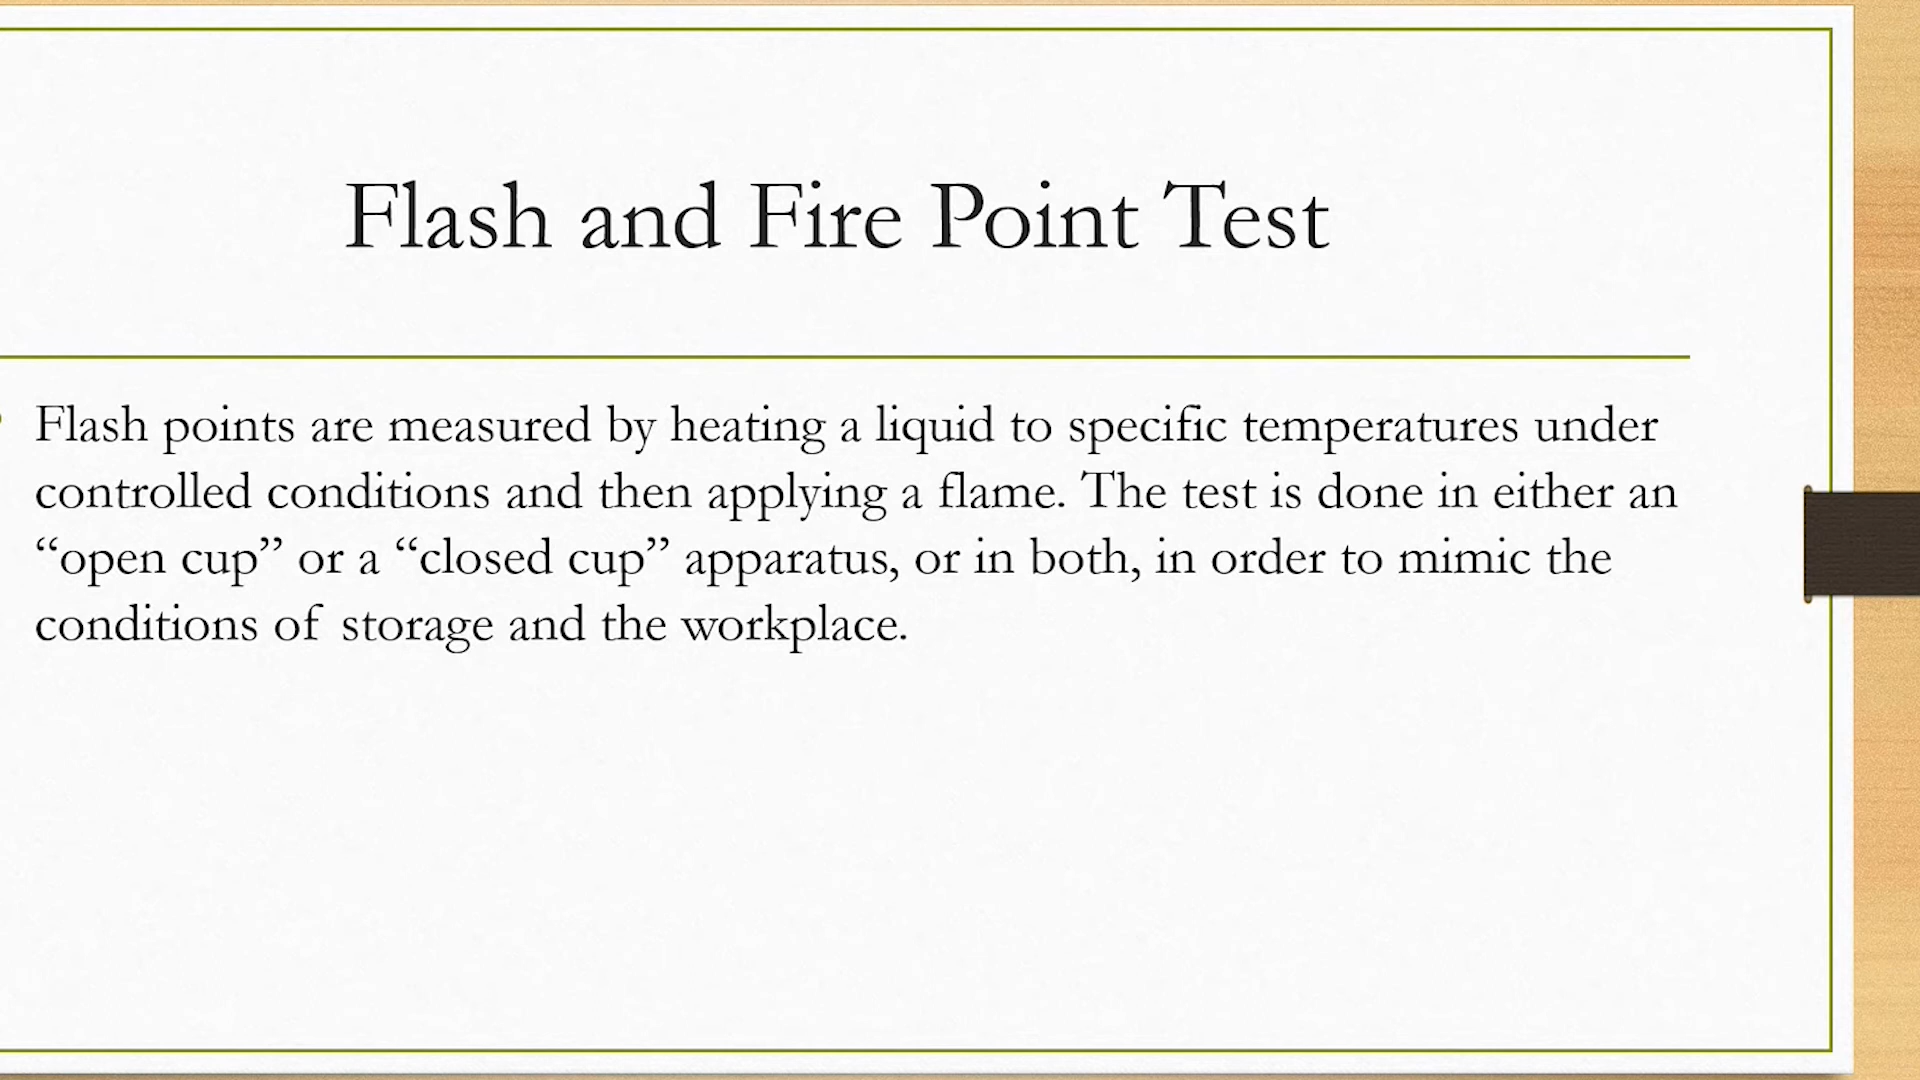 Flash and Fire Point Test
• Flash points are measured by heating a liquid to specific temperatures under
controlled conditions and then applying a flame. The test is done in either an
“open cup” or a “closed cup” apparatus, or in both, in order to mimic the
conditions of storage and the workplace.